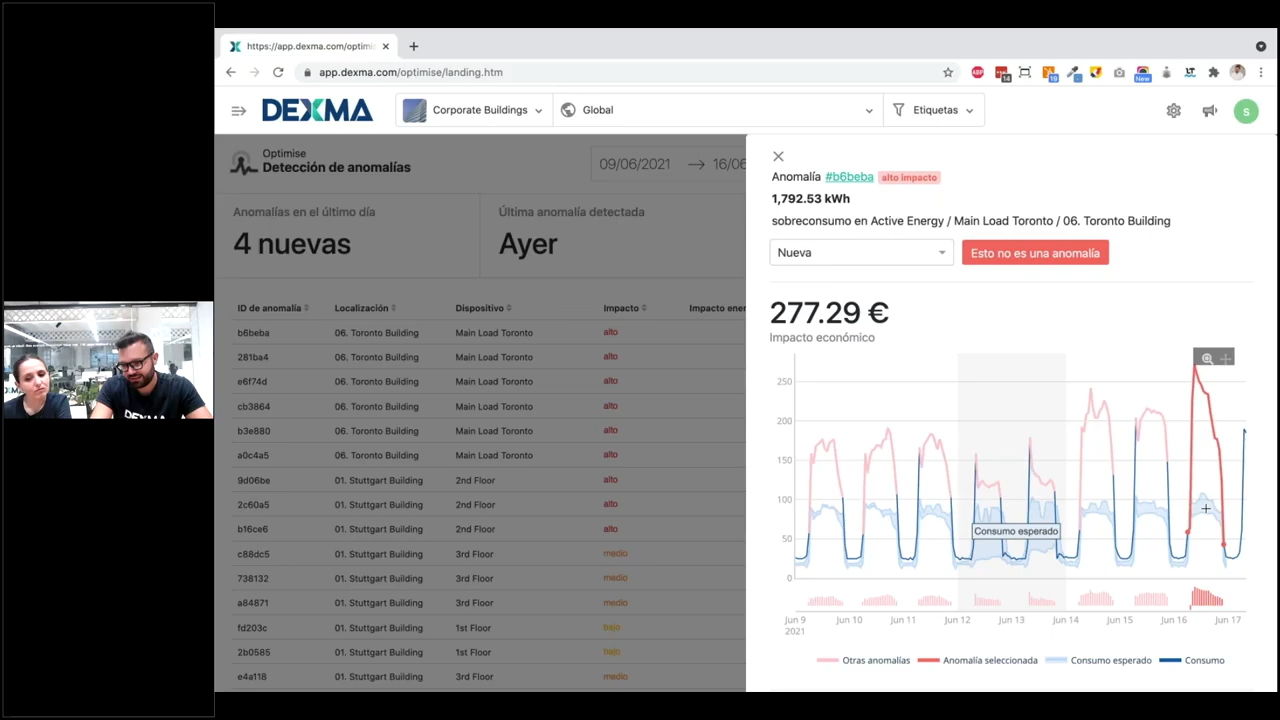 https://app.dexma.com/optimis
app.dexma.com/optimise/landing.htm
ABP
14
19
New
LT
DEXMA
Corporate Buildings
Global
Etiquetas
S
Optimise
Detección de anomalías
09/06/2021 → 16/06
Anomalías en el último día
4 nuevas
Última anomalía detectada
Ayer
ID de anomalía Localización Dispositivo Impacto Impacto ener
b6beba 06. Toronto Building Main Load Toronto alto
281ba4 06. Toronto Building Main Load Toronto alto
e6f74d 06. Toronto Building Main Load Toronto alto
cb3864 06. Toronto Building Main Load Toronto alto
b3e880 06. Toronto Building Main Load Toronto alto
a0c4a5 06. Toronto Building Main Load Toronto alto
9d06be 01. Stuttgart Building 2nd Floor alto
2c60a5 01. Stuttgart Building 2nd Floor alto
b16ce6 01. Stuttgart Building 2nd Floor alto
c88dc5 01. Stuttgart Building 3rd Floor medio
738132 01. Stuttgart Building 3rd Floor medio
a84871 01. Stuttgart Building 3rd Floor medio
fd203c 01. Stuttgart Building 1st Floor bajo
2b0585 01. Stuttgart Building 1st Floor bajo
e4a118 01. Stuttgart Building 3rd Floor medio
Anomalía #b6beba alto impacto
1,792.53 kWh
sobreconsumo en Active Energy / Main Load Toronto / 06. Toronto Building
Nueva
Esto no es una anomalía
277.29 €
Impacto económico
250
200
150
100
50
0
Consumo esperado
Jun 9 Jun 10 Jun 11 Jun 12 Jun 13 Jun 14 Jun 15 Jun 16 Jun 17
2021
Otras anomalías Anomalía seleccionada Consumo esperado Consumo